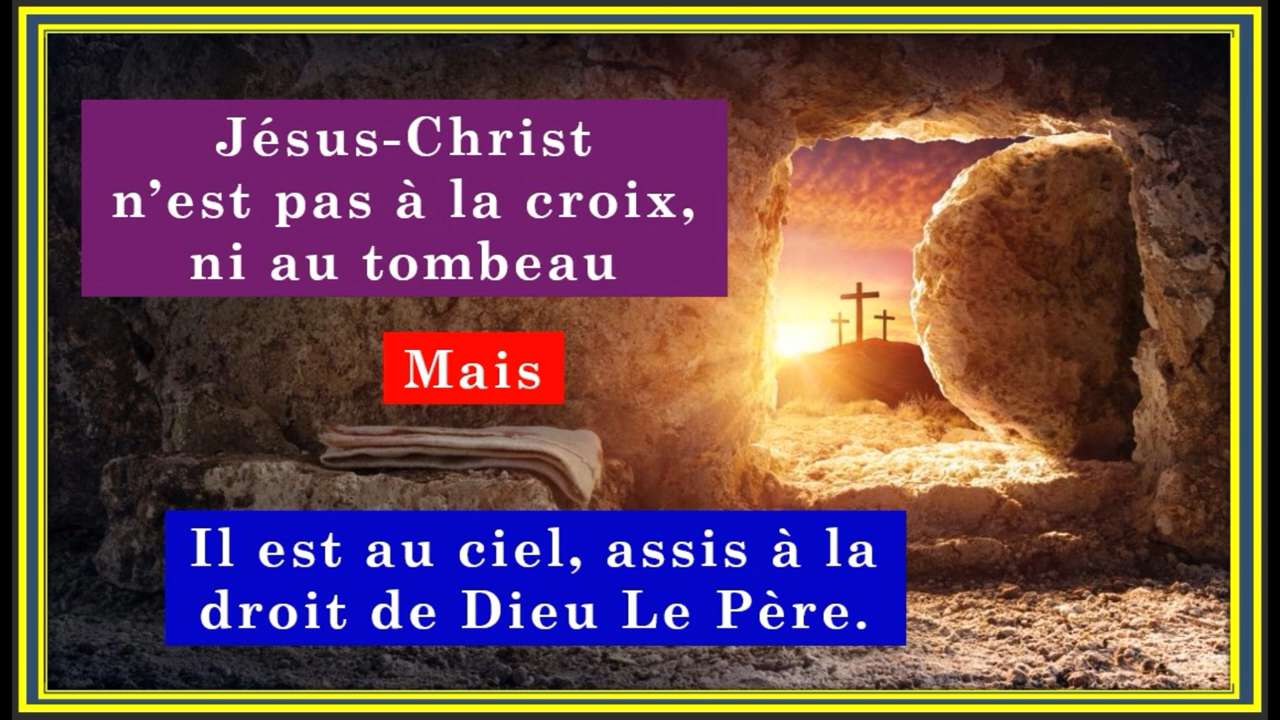 Jésus-Christ
n’est pas à la croix,
ni au tombeau
Mais
Il est au ciel, assis à la
droit de Dieu Le Père.